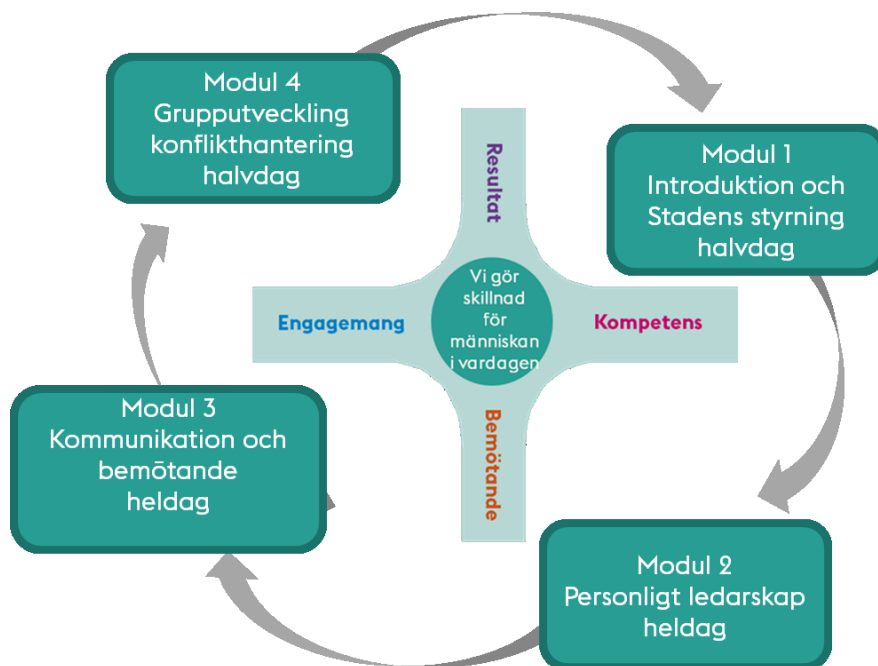 Modul 4
Grupputveckling
konflikthantering
halvdag
Modul 1
Introduktion och
Stadens styrning
halvdag
Resultat
Engagemang
Vi gör
skillnad
för
människan
i vardagen
Kompetens
Bemötande
Modul 3
Kommunikation och
bemōtande
heldag
Modul 2
Personligt ledarskap
heldag